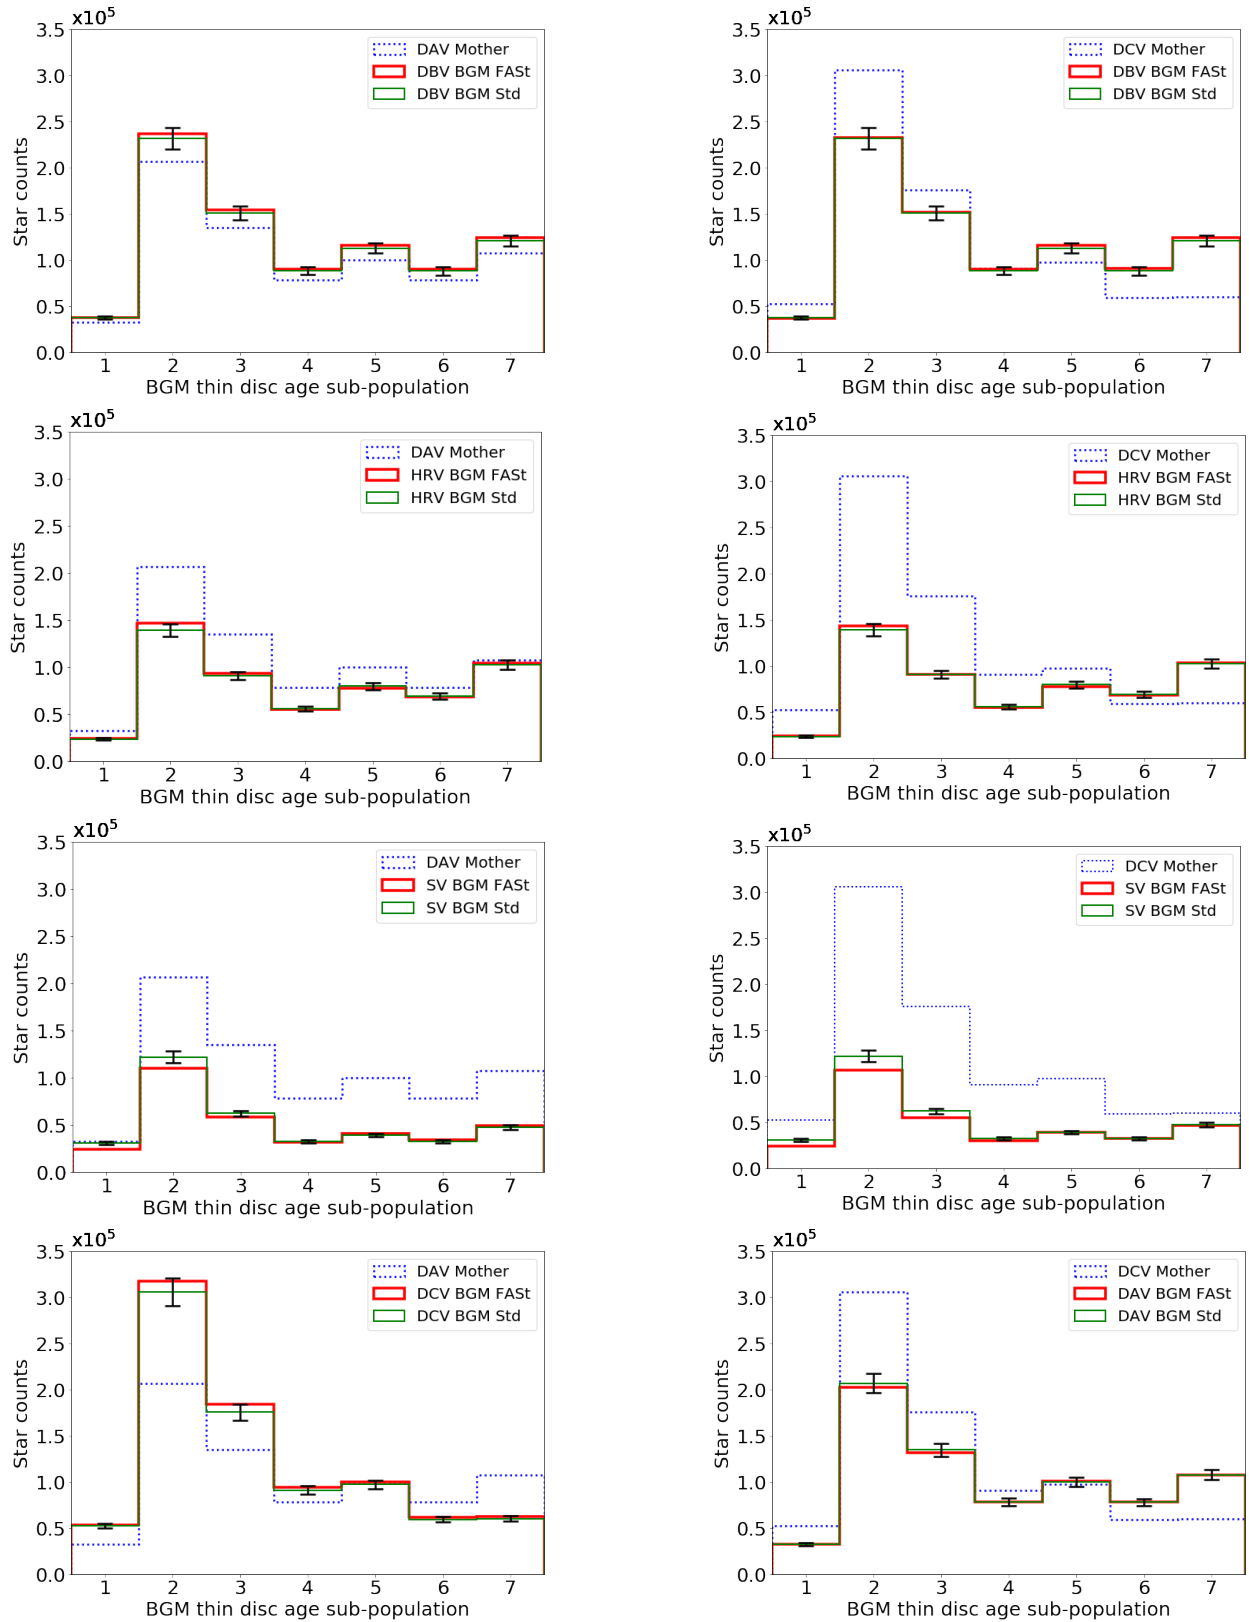 x10^5
3.5
3.0
2.5
2.0
1.5
1.0
0.5
0.0
Star counts
DAV Mother
DBV BGM FASt
DBV BGM Std
1 2 3 4 5 6 7
BGM thin disc age sub-population
x10^5
3.5
3.0
2.5
2.0
1.5
1.0
0.5
0.0
Star counts
DCV Mother
DBV BGM FASt
DBV BGM Std
1 2 3 4 5 6 7
BGM thin disc age sub-population
x10^5
3.5
3.0
2.5
2.0
1.5
1.0
0.5
0.0
Star counts
DAV Mother
HRV BGM FASt
HRV BGM Std
1 2 3 4 5 6 7
BGM thin disc age sub-population
x10^5
3.5
3.0
2.5
2.0
1.5
1.0
0.5
0.0
Star counts
DCV Mother
HRV BGM FASt
HRV BGM Std
1 2 3 4 5 6 7
BGM thin disc age sub-population
x10^5
3.5
3.0
2.5
2.0
1.5
1.0
0.5
0.0
Star counts
DAV Mother
SV BGM FASt
SV BGM Std
1 2 3 4 5 6 7
BGM thin disc age sub-population
x10^5
3.5
3.0
2.5
2.0
1.5
1.0
0.5
0.0
Star counts
DCV Mother
SV BGM FASt
SV BGM Std
1 2 3 4 5 6 7
BGM thin disc age sub-population
x10^5
3.5
3.0
2.5
2.0
1.5
1.0
0.5
0.0
Star counts
DAV Mother
DCV BGM FASt
DCV BGM Std
1 2 3 4 5 6 7
BGM thin disc age sub-population
x10^5
3.5
3.0
2.5
2.0
1.5
1.0
0.5
0.0
Star counts
DCV Mother
DAV BGM FASt
DAV BGM Std
1 2 3 4 5 6 7
BGM thin disc age sub-population